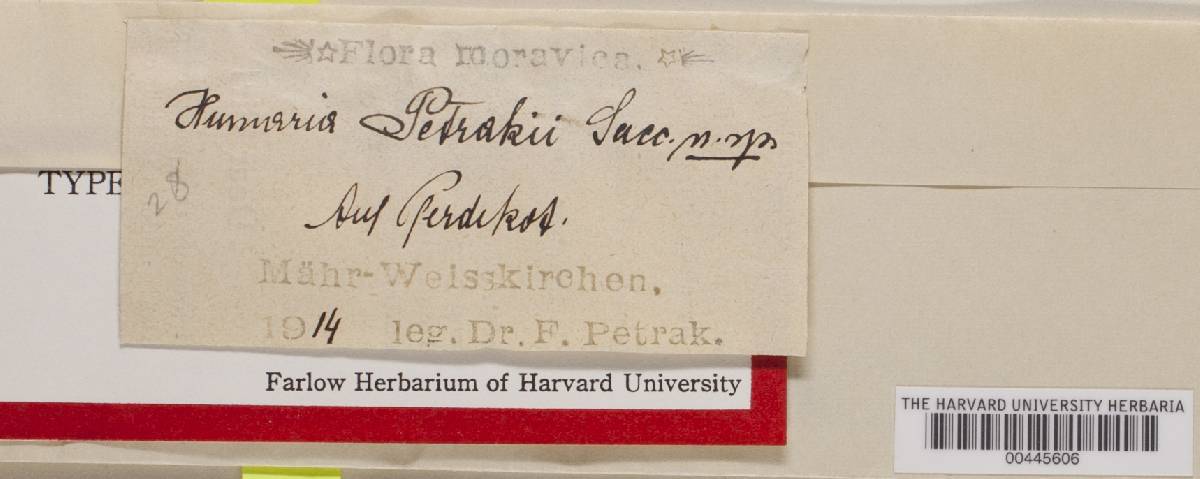 Flora moravica.
Humaria Petrakii Sacc. n. sp.
28
Auf Perdekot.
Mähr-Weisskirchen.
1914 leg. Dr. F. Petrak.
TYPE
Farlow Herbarium of Harvard University
THE HARVARD UNIVERSITY HERBARIA
00445606